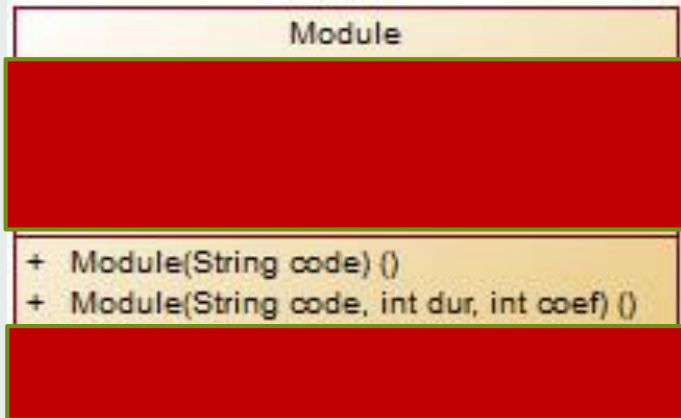 Module
+ Module(String code) ()
+ Module(String code, int dur, int coef) ()